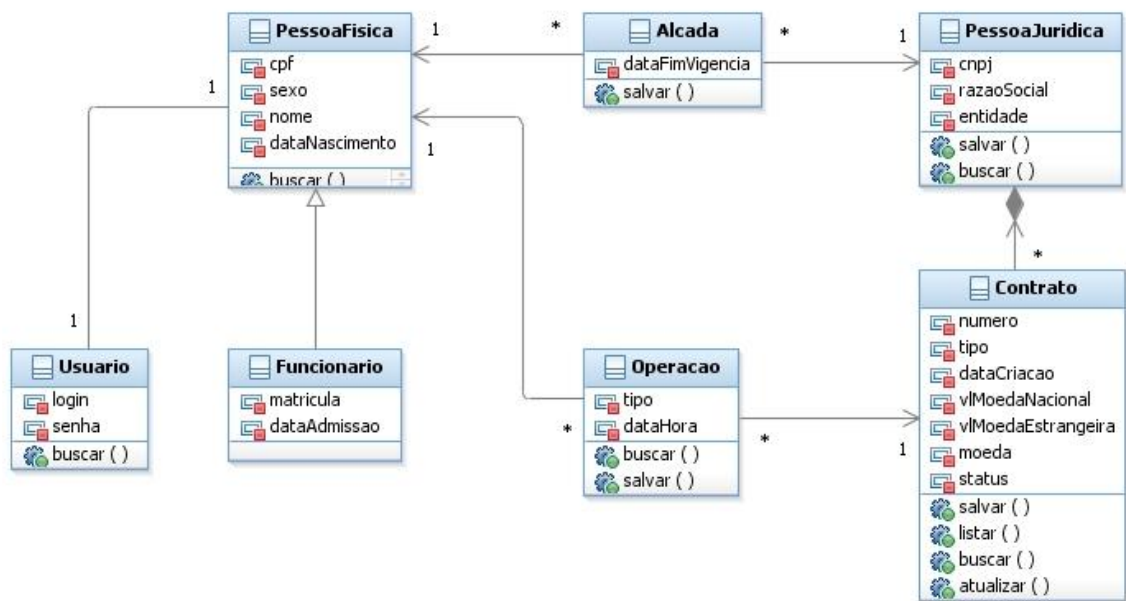 PessoaFisica
cpf
sexo
nome
dataNascimento
buscar ( )
1
*
Alcada
dataFimVigencia
salvar ( )
*
1
PessoaJuridica
cnpj
razaoSocial
entidade
salvar ( )
buscar ( )
1
1
*
1
Usuario
login
senha
buscar ( )
Funcionario
matricula
dataAdmissao
*
Operacao
tipo
dataHora
buscar ( )
salvar ( )
*
1
Contrato
numero
tipo
dataCriacao
vlMoedaNacional
vlMoedaEstrangeira
moeda
status
salvar ( )
listar ( )
buscar ( )
atualizar ( )